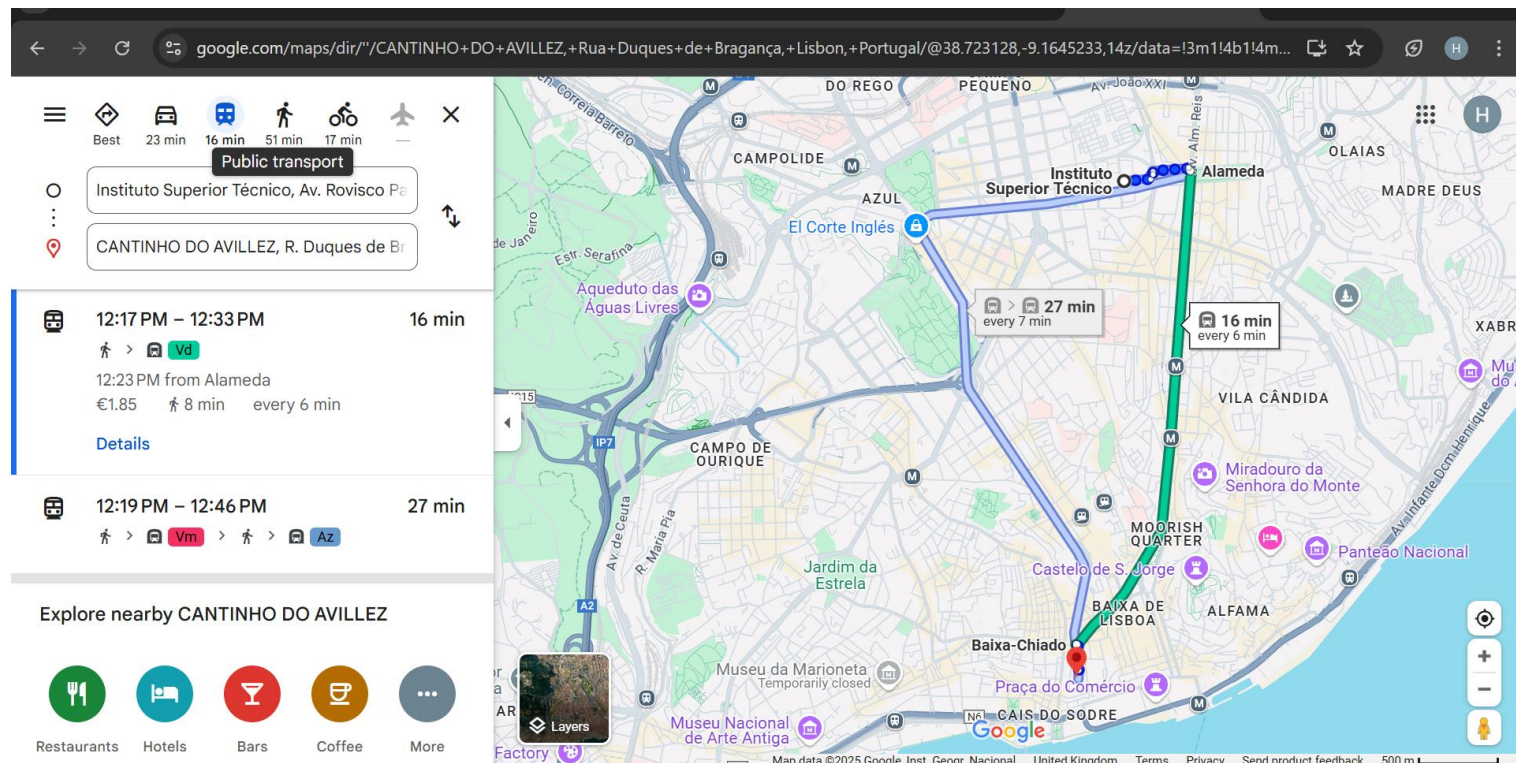 google.com/maps/dir/''/CANTINHO+DO+AVILLEZ,+Rua+Duques+de+Bragança,+Lisbon,+Portugal/@38.723128,-9.1645233,14z/data=!3m1!4b1!4m...
H
Best
23 min
16 min
51 min
17 min
—
Public transport
Instituto Superior Técnico, Av. Rovisco Pa
CANTINHO DO AVILLEZ, R. Duques de Br
12:17 PM – 12:33 PM
16 min
Vd
12:23 PM from Alameda
€1.85 8 min every 6 min
Details
12:19 PM – 12:46 PM
27 min
Vm > > Az
Explore nearby CANTINHO DO AVILLEZ
Restaurants
Hotels
Bars
Coffee
More
DO REGO
PEQUENO
Av. João XXI
Av. Alm. Reis
H
Correia Barreto
CAMPOLIDE
OLAIAS
Instituto
Superior Técnico
Alameda
MADRE DEUS
AZUL
El Corte Inglés
de Janeiro
Estr. Serafina
Aqueduto das
Águas Livres
27 min
every 7 min
16 min
every 6 min
XABR
Mu
do
VILA CÂNDIDA
IP7
CAMPO DE
OURIQUE
Miradouro da
Senhora do Monte
Av. Infante Dom Henrique
Av. de Ceuta
R. Maria Pia
MOORISH
QUARTER
Panteão Nacional
Castelo de S. Jorge
Jardim da
Estrela
A2
BAIXA DE
LISBOA
ALFAMA
Baixa-Chiado
Museu da Marioneta
Temporarily closed
Praça do Comércio
N6
CAIS DO SODRE
Layers
Museu Nacional
de Arte Antiga
Google
Factory
Map data ©2025 Google, Inst. Geogr. Nacional United Kingdom Terms Privacy Send product feedback 500 m